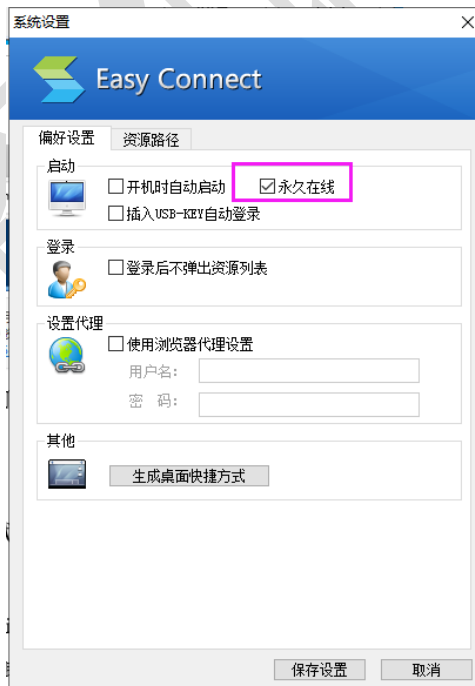 系统设置
Easy Connect
偏好设置 资源路径
启动
开机时自动启动 永久在线
插入USB-KEY自动登录
登录
登录后不弹出资源列表
设置代理
使用浏览器代理设置
用户名：
密 码：
其他
生成桌面快捷方式
保存设置 取消